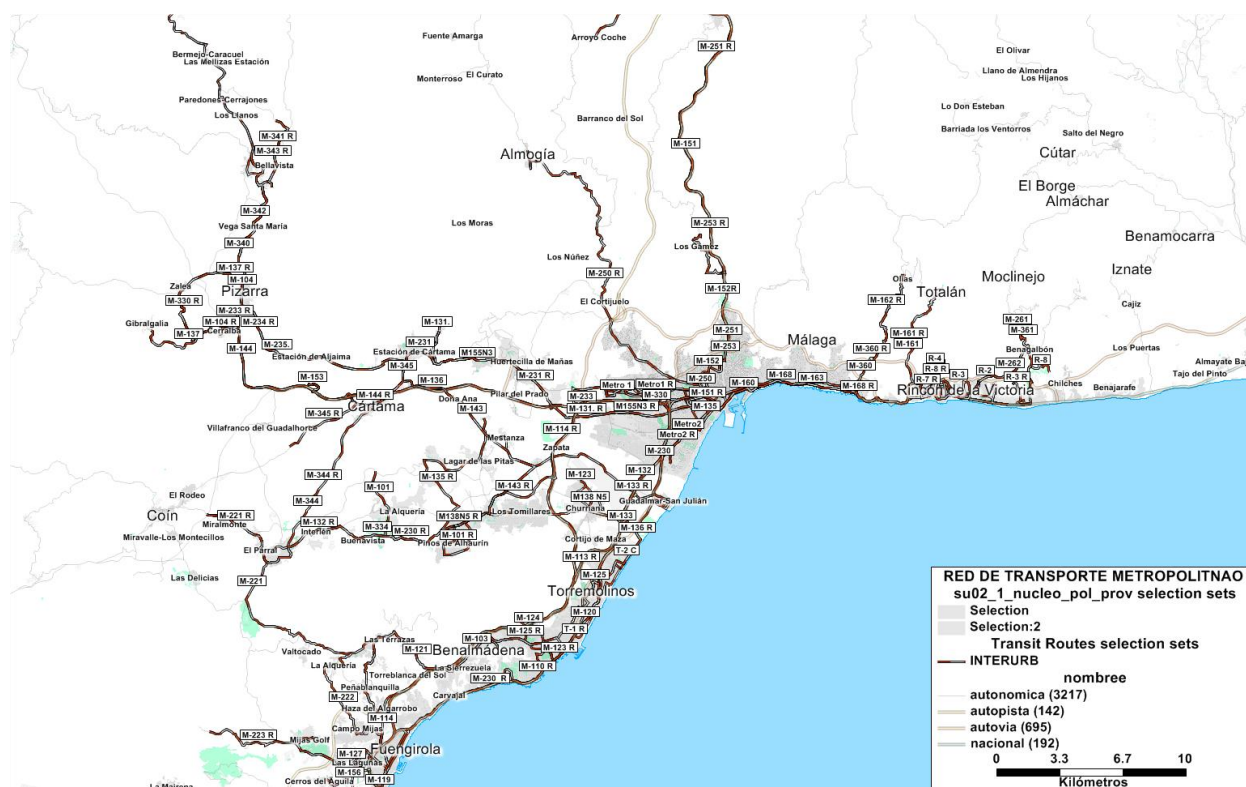 M-251 R
Fuente Amarga
Arroyo Coche
Bermejo-Caracuel
Las Mellizas Estación
El Olivar
Llano de Almendra
Los Hijanos
Monterroso
El Curato
Paredones-Cerrajones
Los Llanos
Lo Don Esteban
Barranco del Sol
Barriada los Ventorros
Salto del Negro
M-341 R
M-343 R
M-151
Bellavista
Almogía
Cútar
El Borge
Almáchar
M-342
Vega Santa María
Los Moras
M-253 R
Benamocarra
M-340
Los Gámez
Los Núñez
M-137 R
M-104
M-250 R
Iznate
Moclinejo
Zalea
Pizarra
M-152R
Olías
Totalán
M-330 R
El Cortijuelo
M-162 R
Cajiz
M-233 R
M-104 R
M-234 R
Gibralgalia
M-137
Cerralba
M-131.
M-251
M-161 R
M-261
M-361
M-231
M-235.
M-144
Estación de Aljaima
Estación de Cártama
M155N3
M-253
Málaga
M-161
M-360 R
Benagalbón
Los Puertas
Huertecilla de Mañas
M-345
M-152
M-360
R-4
R-8
M-262
Almayate Ba
M-153
M-136
M-231 R
M-250
M-168
M-163
R-8 R
R-3
R-2
R-7 R
R-3 R
Tajo del Pinto
Metro 1
Metro1 R
M-160
M-168 R
Chilches
Benajarafe
M-144 R
Doña Ana
Pilar del Prado
M-233
M-330
M-151 R
Rincón de la Victoria
Cártama
M-143
M-131. R
M155N3 R
M-135
M-345 R
Villafranco del Guadalhorce
M-114 R
Metro2
Metro2 R
Mestanza
Zapata
M-230
Lagar de las Pitas
M-344 R
M-135 R
M-123
M-132
M-101
M-143 R
M-133 R
El Rodeo
M-344
M138 N5
Guadalmar-San Julián
Coín
M-221 R
Miralmonte
M-132 R
La Alquería
M138N5 R
Los Tomillares
Churriana
M-133
M-334
M-230 R
M-136 R
Miravalle-Los Montecillos
Interlén
Buenavista
M-101 R
Pinos de Alhaurín
Cortijo de Maza
El Parral
M-113 R
T-2 C
Las Delicias
M-221
M-125
Torremolinos
M-124
M-120
M-125 R
T-1 R
Las Terrazas
M-103
M-123 R
Valtocado
M-121
Benalmádena
La Alquería
La Sierrezuela
M-110 R
Torreblanca del Sol
M-230 R
Peñablanquilla
M-222
Carvajal
Haza del Algarrobo
M-114
Campo Mijas
M-223 R
Mijas Golf
Fuengirola
M-127
Las Lagunas
M-156
M-119
Cerros del Aguila
La Mairena
RED DE TRANSPORTE METROPOLITNAO
su02_1_nucleo_pol_prov selection sets
Selection
Selection:2
Transit Routes selection sets
INTERURB
nombree
autonomica (3217)
autopista (142)
autovia (695)
nacional (192)
0 3.3 6.7 10
Kilómetros